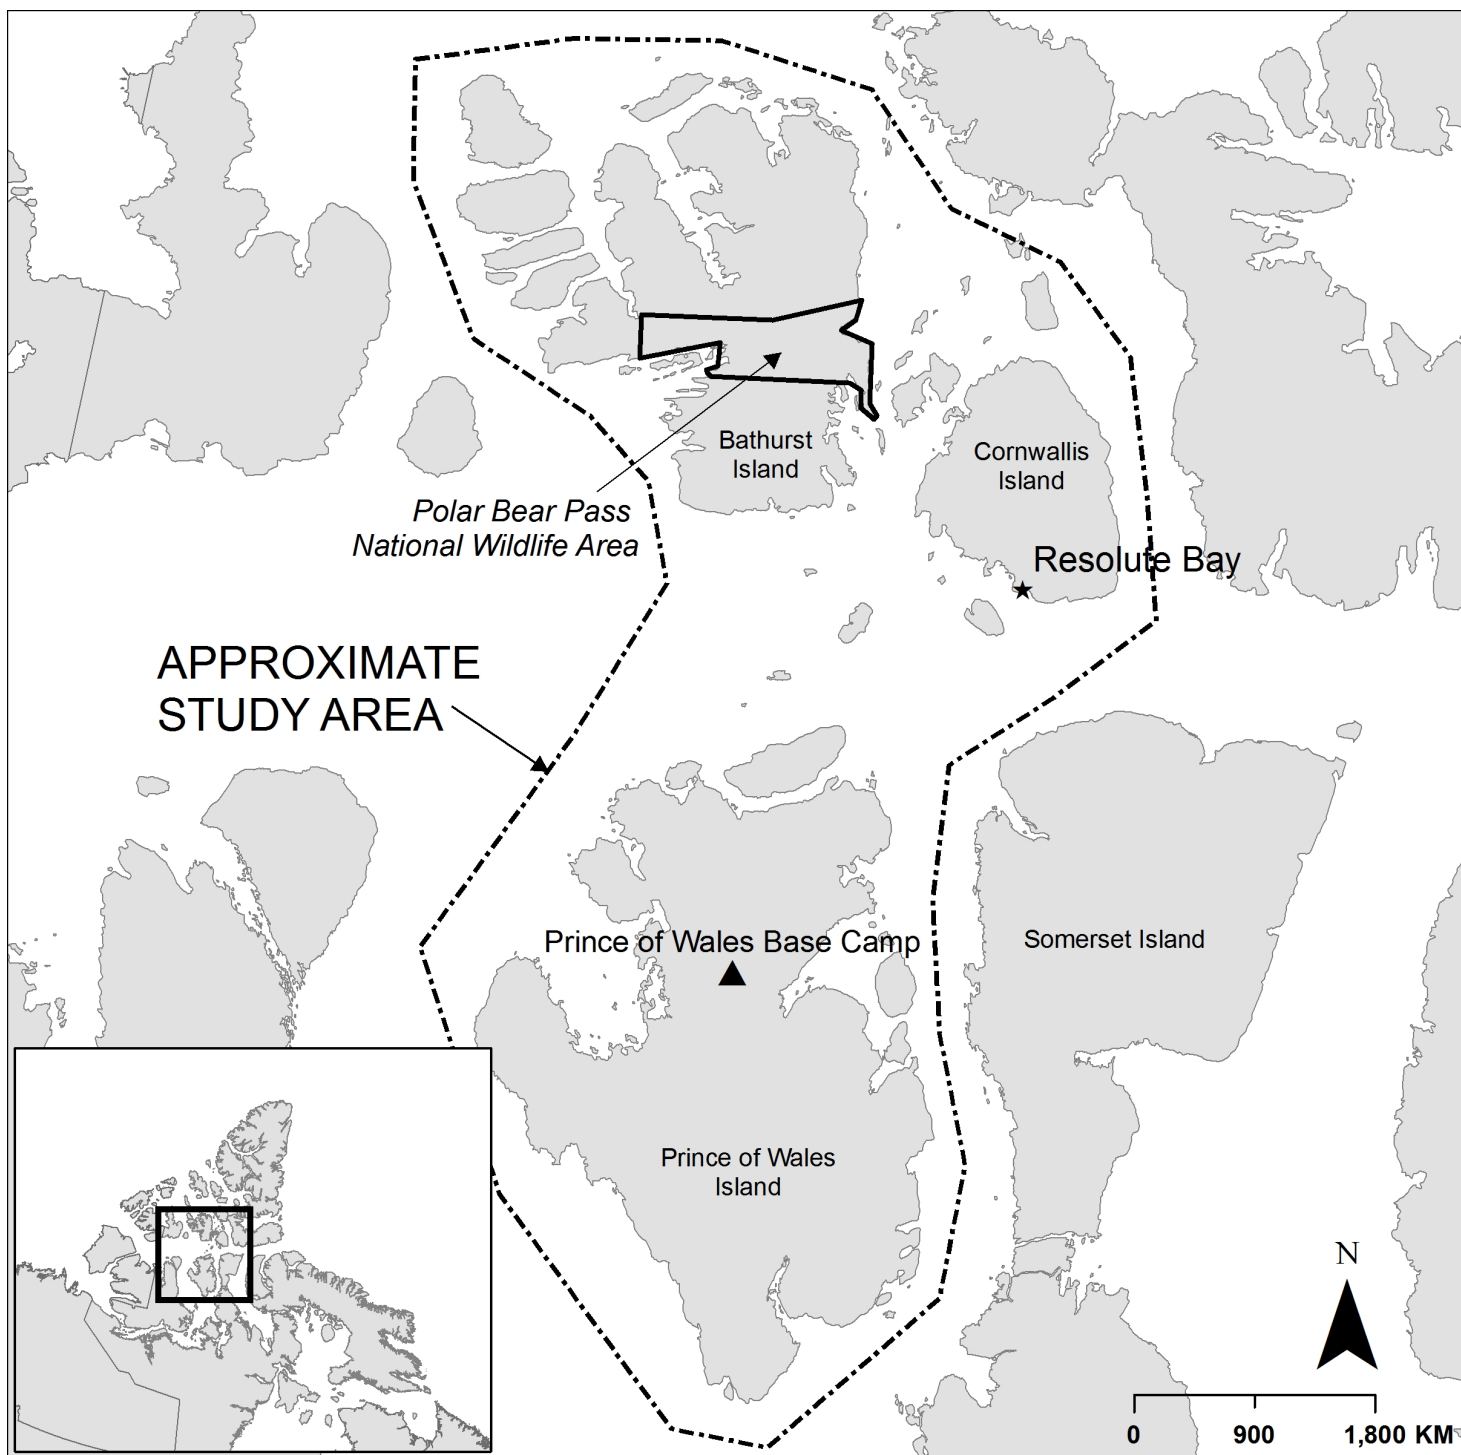 Bathurst
Island
Cornwallis
Island
Polar Bear Pass
National Wildlife Area
Resolute Bay
APPROXIMATE
STUDY AREA
Prince of Wales Base Camp
Somerset Island
Prince of Wales
Island
N
0 900 1,800 KM